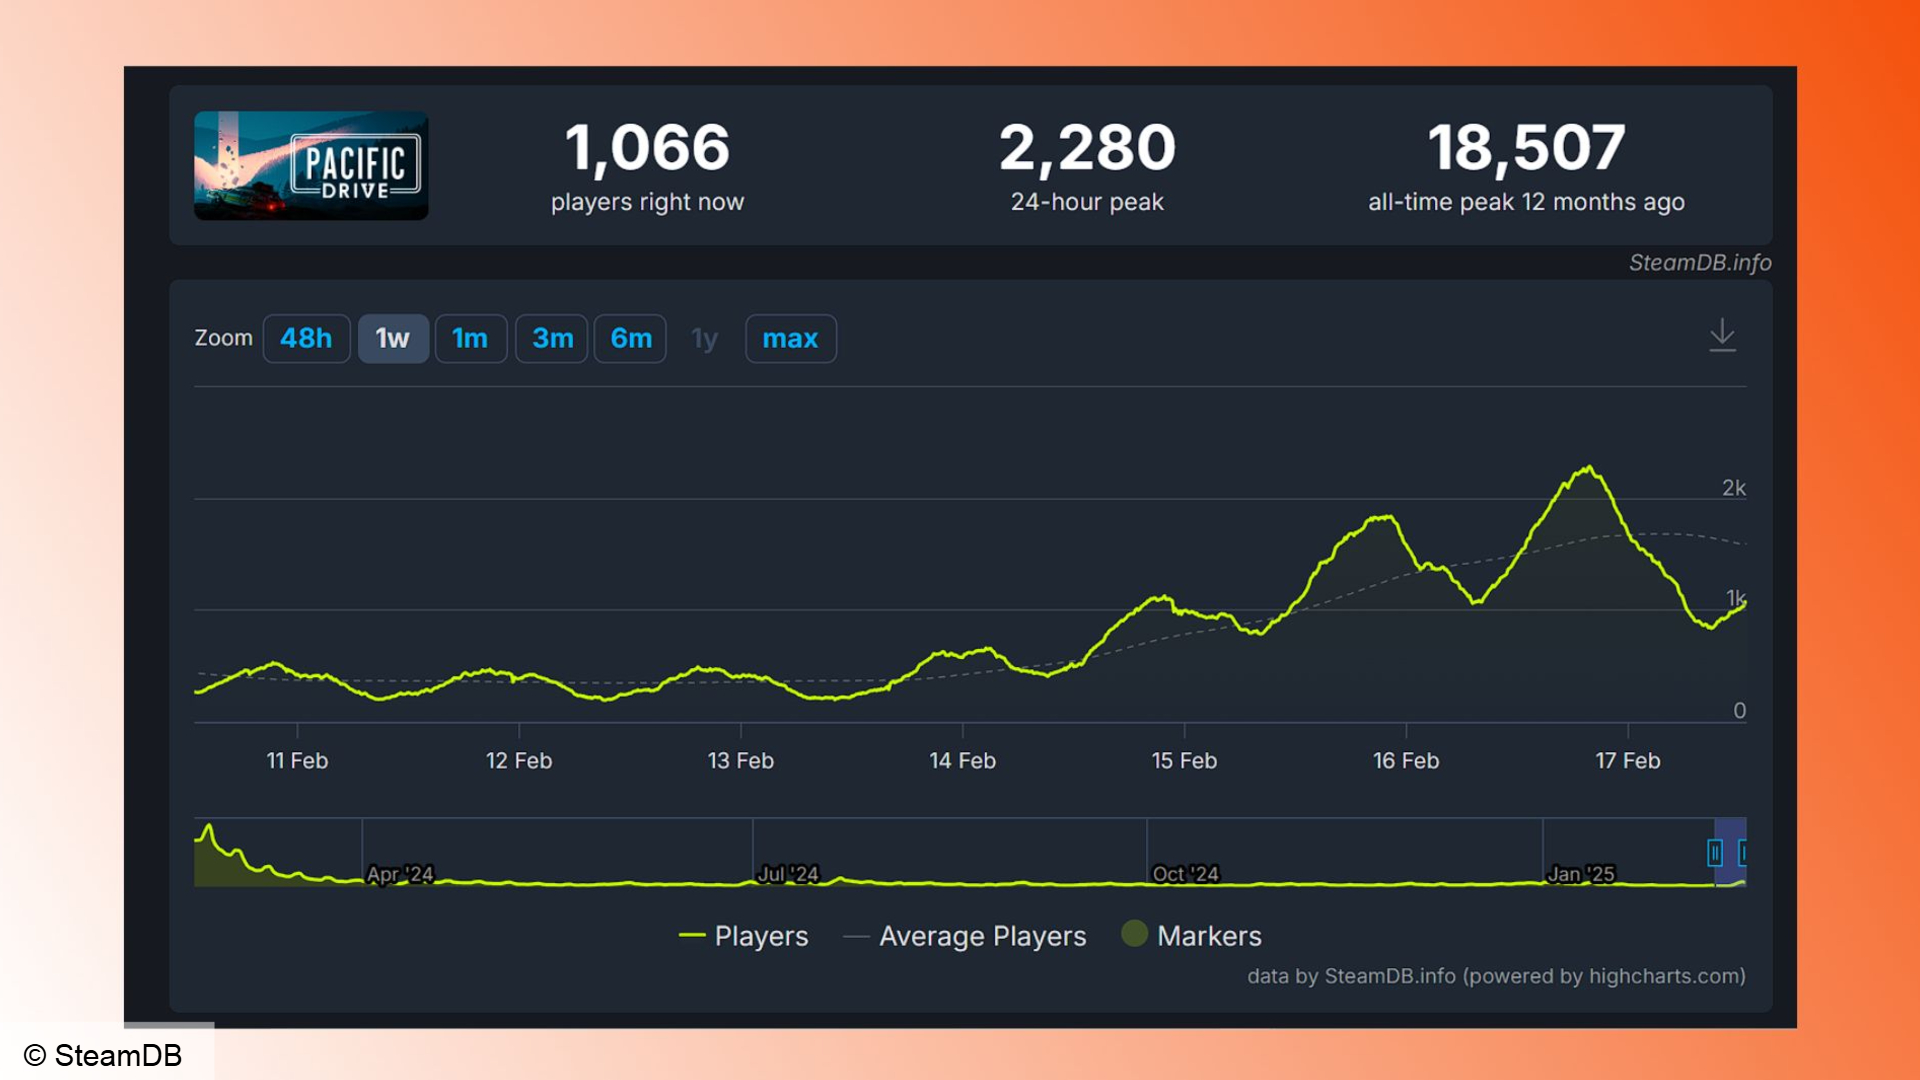 PACIFIC
DRIVE
1,066
players right now
2,280
24-hour peak
18,507
all-time peak 12 months ago
SteamDB.info
Zoom 48h 1w 1m 3m 6m 1y max
2k
1k
0
11 Feb 12 Feb 13 Feb 14 Feb 15 Feb 16 Feb 17 Feb
Apr '24 Jul '24 Oct '24 Jan '25
Players Average Players Markers
data by SteamDB.info (powered by highcharts.com)
© SteamDB